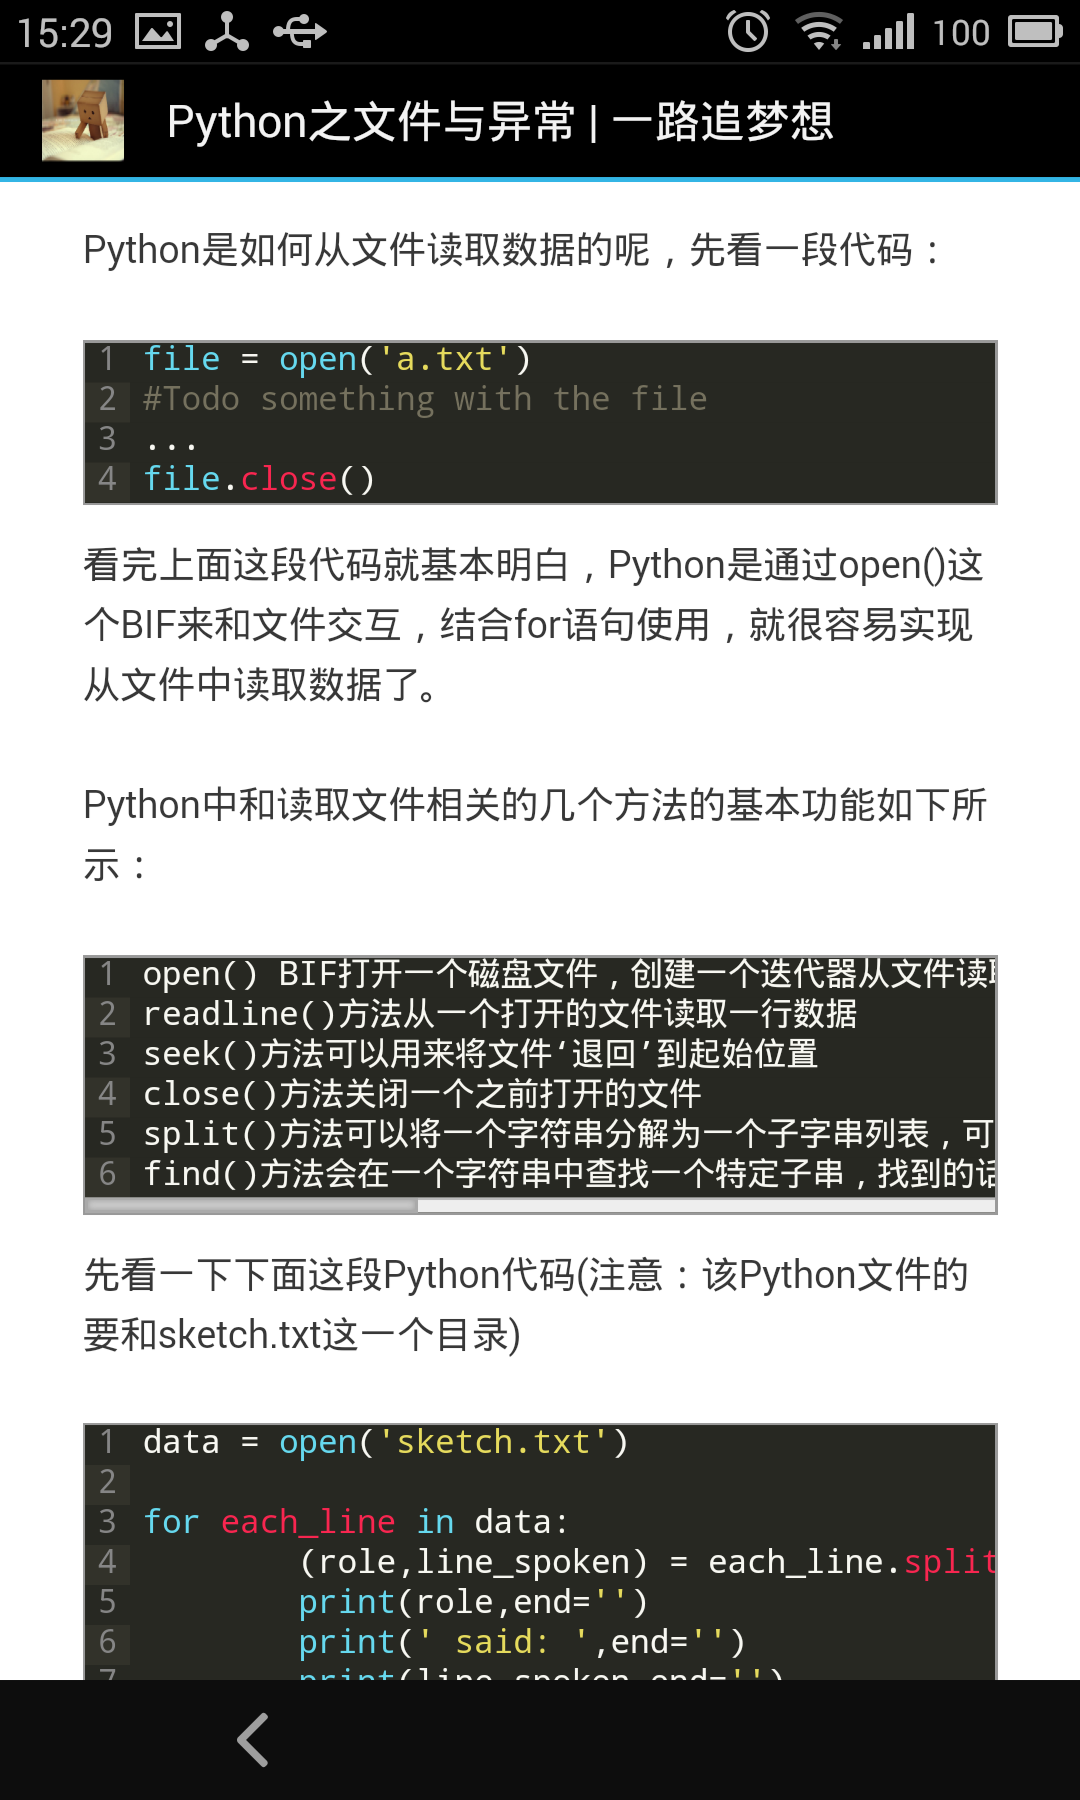 15:29 100
Python之文件与异常 | 一路追梦想
Python是如何从文件读取数据的呢，先看一段代码：
1 file = open('a.txt')
2 #Todo something with the file
3 ...
4 file.close()
看完上面这段代码就基本明白，Python是通过open()这
个BIF来和文件交互，结合for语句使用，就很容易实现
从文件中读取数据了。
Python中和读取文件相关的几个方法的基本功能如下所
示：
1 open() BIF打开一个磁盘文件，创建一个迭代器从文件读取
2 readline()方法从一个打开的文件读取一行数据
3 seek()方法可以用来将文件‘退回’到起始位置
4 close()方法关闭一个之前打开的文件
5 split()方法可以将一个字符串分解为一个子字串列表，可
6 find()方法会在一个字符串中查找一个特定子串，找到的话
先看一下下面这段Python代码(注意：该Python文件的
要和sketch.txt这一个目录)
1 data = open('sketch.txt')
2
3 for each_line in data:
4 (role,line_spoken) = each_line.split
5 print(role,end='')
6 print(' said: ',end='')
7 print(line_spoken,end='')